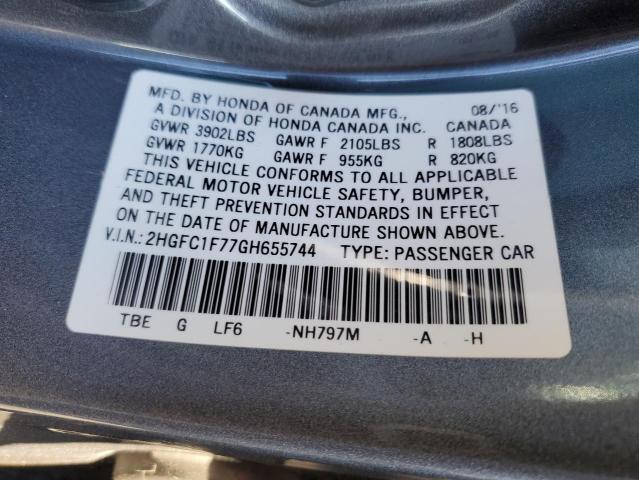 MFD. BY HONDA OF CANADA MFG., 08/'16
A DIVISION OF HONDA CANADA INC. CANADA
GVWR 3902LBS GAWR F 2105LBS R 1808LBS
GVWR 1770KG GAWR F 955KG R 820KG
THIS VEHICLE CONFORMS TO ALL APPLICABLE
FEDERAL MOTOR VEHICLE SAFETY, BUMPER,
AND THEFT PREVENTION STANDARDS IN EFFECT
ON THE DATE OF MANUFACTURE SHOWN ABOVE.
V.I.N.: 2HGFC1F77GH655744 TYPE: PASSENGER CAR
TBE G LF6 -NH797M -A -H